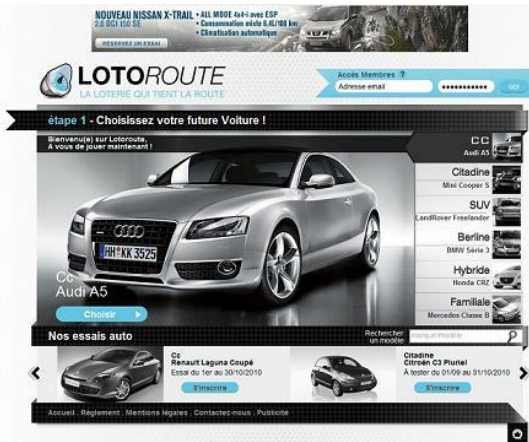 NOUVEAU NISSAN X-TRAIL
2.0 DCI 150 SE
• ALL MODE 4x4-i avec ESP
• Consommation mixte 6,4L/100 km
• Climatisation automatique
RÉSERVEZ UN ESSAI
LOTOROUTE
LA LOTERIE QUI TIENT LA ROUTE
Accès Membres ?
Adresse email
••••••••••••
GO!
étape 1 - Choisissez votre future Voiture !
Bienvenu(e) sur Lotoroute,
A vous de jouer maintenant !
HH KK 3525
Cc
Audi A5
Choisir
CC
Audi A5
Citadine
Mini Cooper S
SUV
LandRover Freelander
Berline
BMW Série 3
Hybride
Honda CRZ
Familiale
Mercedes Classe B
Nos essais auto
Rechercher
un modèle
marque/modèle
Cc
Renault Laguna Coupé
Essai du 1er au 30/10/2010
S'inscrire
Citadine
Citroën C3 Pluriel
À tester du 01/09 au 31/10/2010
S'inscrire
Accueil . Règlement . Mentions légales . Contactez-nous . Publicité